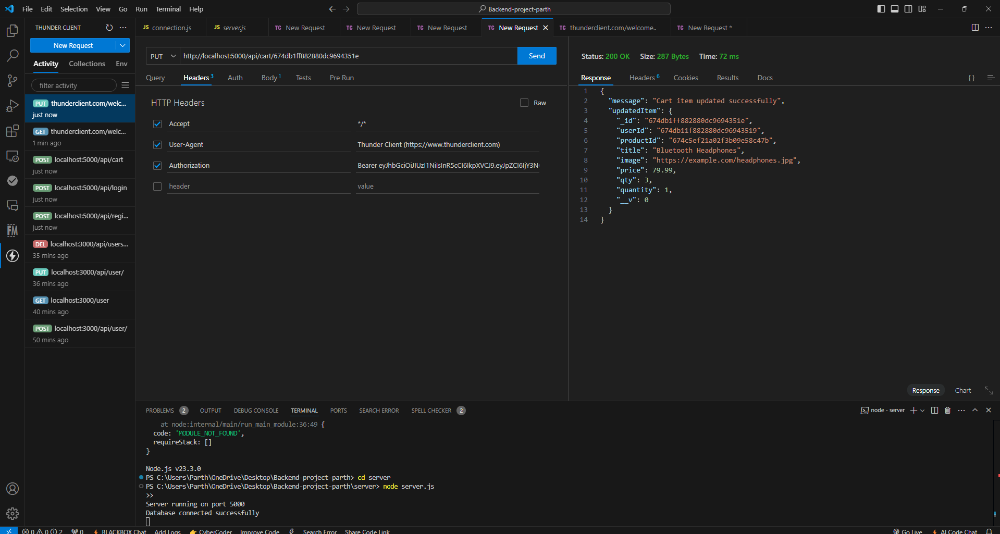 File Edit Selection View Go Run Terminal Help
Backend-project-parth
THUNDER CLIENT
New Request
Activity Collections Env
filter activity
PUT thunderclient.com/welc...
just now
GET thunderclient.com/welc...
1 min ago
POST localhost:5000/api/cart
just now
POST localhost:5000/api/login
just now
POST localhost:5000/api/regi...
just now
DEL localhost:3000/api/users...
35 mins ago
PUT localhost:3000/api/user/
36 mins ago
GET localhost:3000/user
40 mins ago
POST localhost:3000/api/user/
50 mins ago
JS connection.js
JS server.js
TC New Request
TC New Request
TC New Request
TC New Request
TC thunderclient.com/welcome..
TC New Request *
PUT http://localhost:5000/api/cart/674db1ff882880dc9694351e Send
Query Headers 3 Auth Body 1 Tests Pre Run
HTTP Headers Raw
Accept */*
User-Agent Thunder Client (https://www.thunderclient.com)
Authorization Bearer eyJhbGciOiJIUzI1NiIsInR5cCI6IkpXVCJ9.eyJpZCI6IjY3N
header value
Status: 200 OK Size: 287 Bytes Time: 72 ms
Response Headers 6 Cookies Results Docs { }
1 {
2 "message": "Cart item updated successfully",
3 "updatedItem": {
4 "_id": "674db1ff882880dc9694351e",
5 "userId": "674db11f882880dc96943519",
6 "productId": "674c5ef21a02f3b09e58c47b",
7 "title": "Bluetooth Headphones",
8 "image": "https://example.com/headphones.jpg",
9 "price": 79.99,
10 "qty": 3,
11 "quantity": 1,
12 "__v": 0
13 }
14 }
Response Chart
PROBLEMS 2 OUTPUT DEBUG CONSOLE TERMINAL PORTS SEARCH ERROR SPELL CHECKER 2
node - server
at node:internal/main/run_main_module:36:49 {
code: 'MODULE_NOT_FOUND',
requireStack: []
}
Node.js v23.3.0
PS C:\Users\Parth\OneDrive\Desktop\Backend-project-parth> cd server
PS C:\Users\Parth\OneDrive\Desktop\Backend-project-parth\server> node server.js
>>
Server running on port 5000
Database connected successfully
0 0 2 0 BLACKBOX Chat Add Logs CyberCoder Improve Code Search Error Share Code Link Go Live AI Code Chat